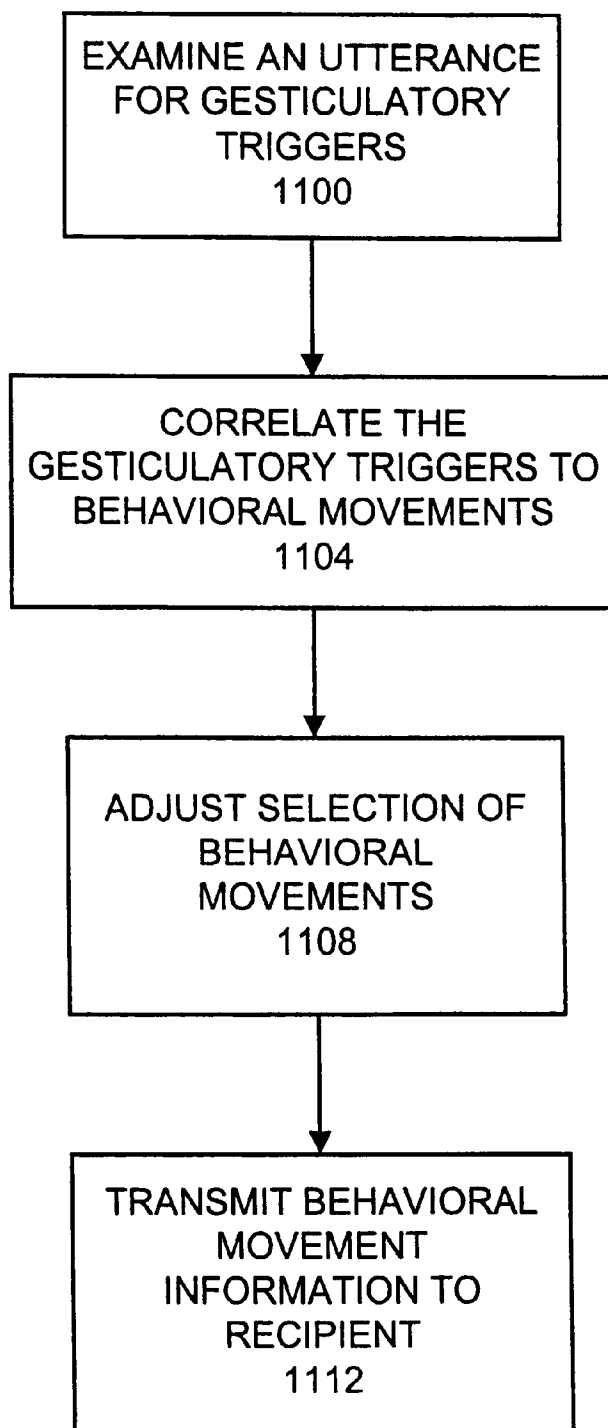 EXAMINE AN UTTERANCE
FOR GESTICULATORY
TRIGGERS
1100
CORRELATE THE
GESTICULATORY TRIGGERS TO
BEHAVIORAL MOVEMENTS
1104
ADJUST SELECTION OF
BEHAVIORAL
MOVEMENTS
1108
TRANSMIT BEHAVIORAL
MOVEMENT
INFORMATION TO
RECIPIENT
1112